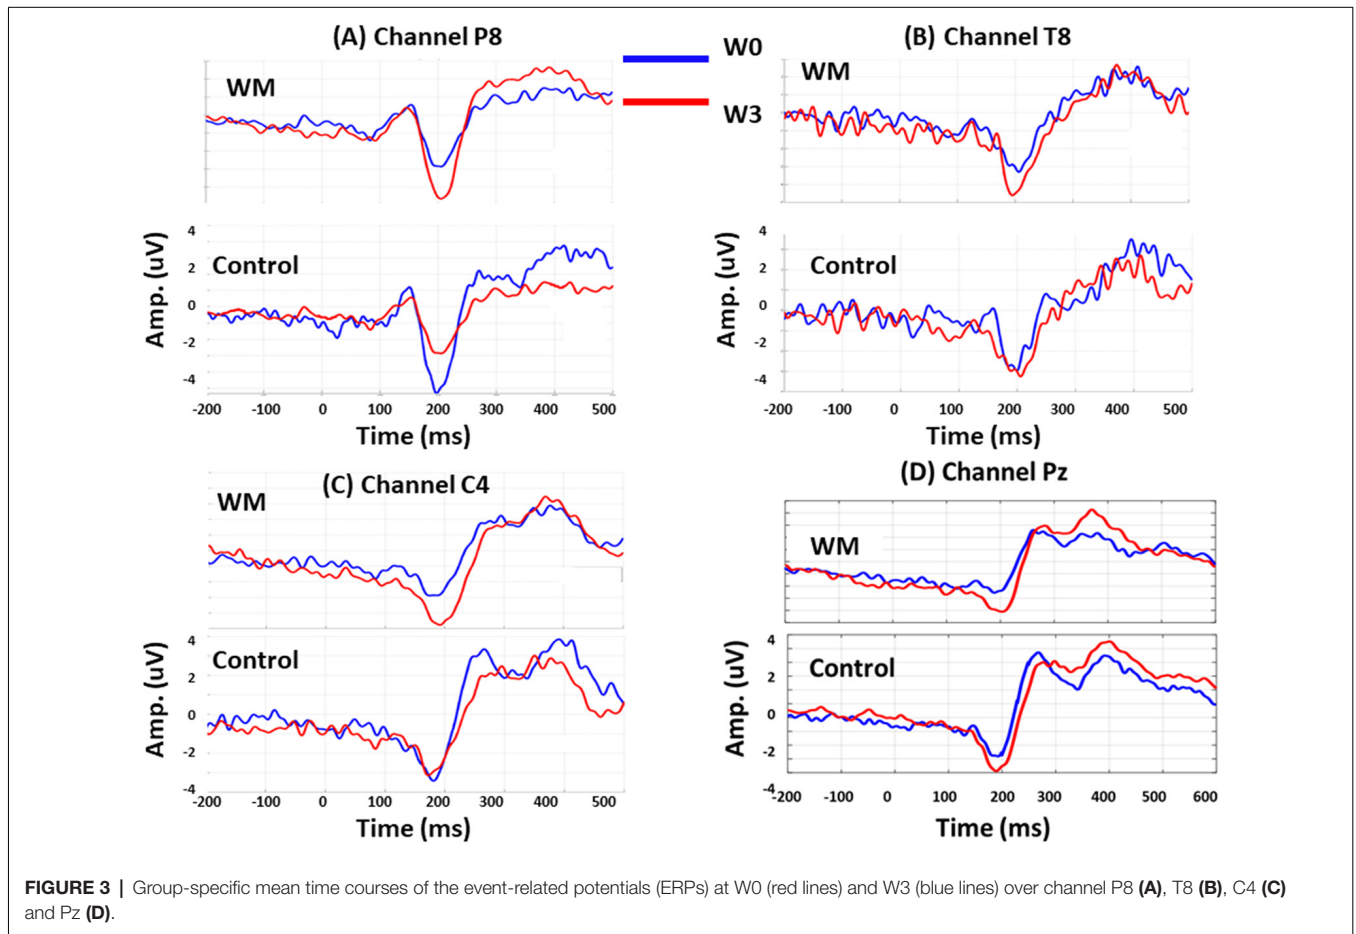 (A) Channel P8
W0
W3
(B) Channel T8
WM
WM
Amp. (uV)
4
2
0
-2
-4
Control
-200 -100 0 100 200 300 400 500
Time (ms)
Amp. (uV)
4
2
0
-2
-4
Control
-200 -100 0 100 200 300 400 500
Time (ms)
(C) Channel C4
WM
(D) Channel Pz
WM
Amp. (uV)
4
2
0
-2
-4
Control
-200 -100 0 100 200 300 400 500
Time (ms)
Amp. (uV)
4
2
0
-2
-4
Control
-200 -100 0 100 200 300 400 500 600
Time (ms)
FIGURE 3 | Group-specific mean time courses of the event-related potentials (ERPs) at W0 (red lines) and W3 (blue lines) over channel P8 (A), T8 (B), C4 (C)
and Pz (D).